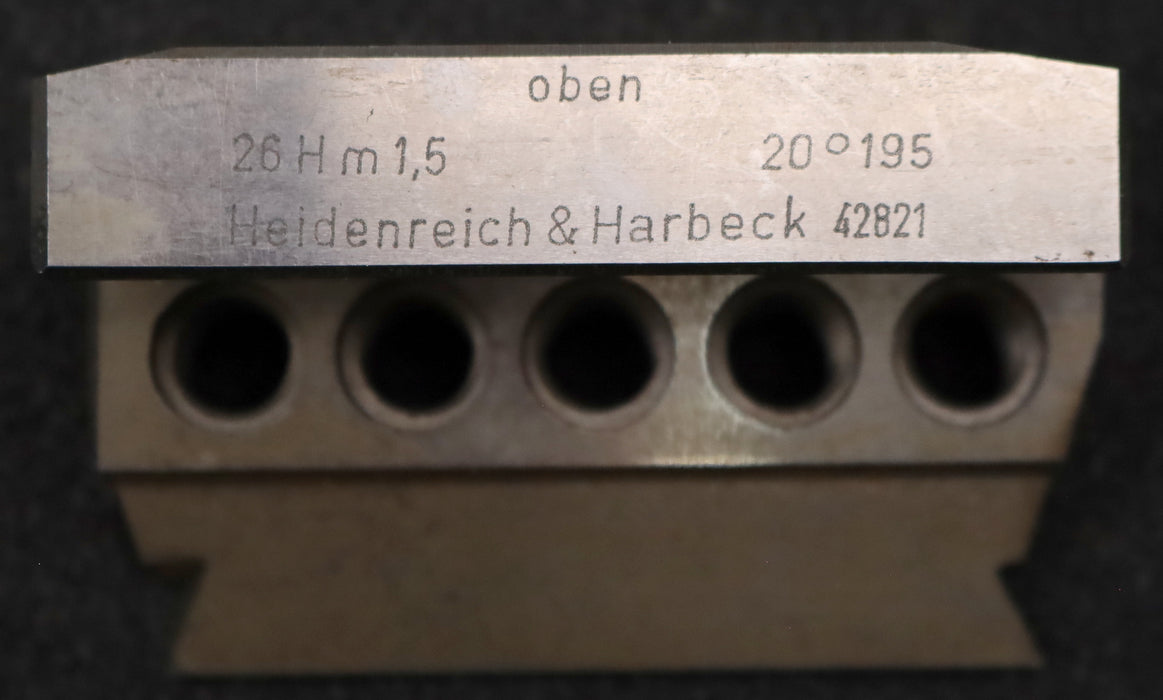 oben
26 H m 1,5 20° 195
Heidenreich & Harbeck 42821